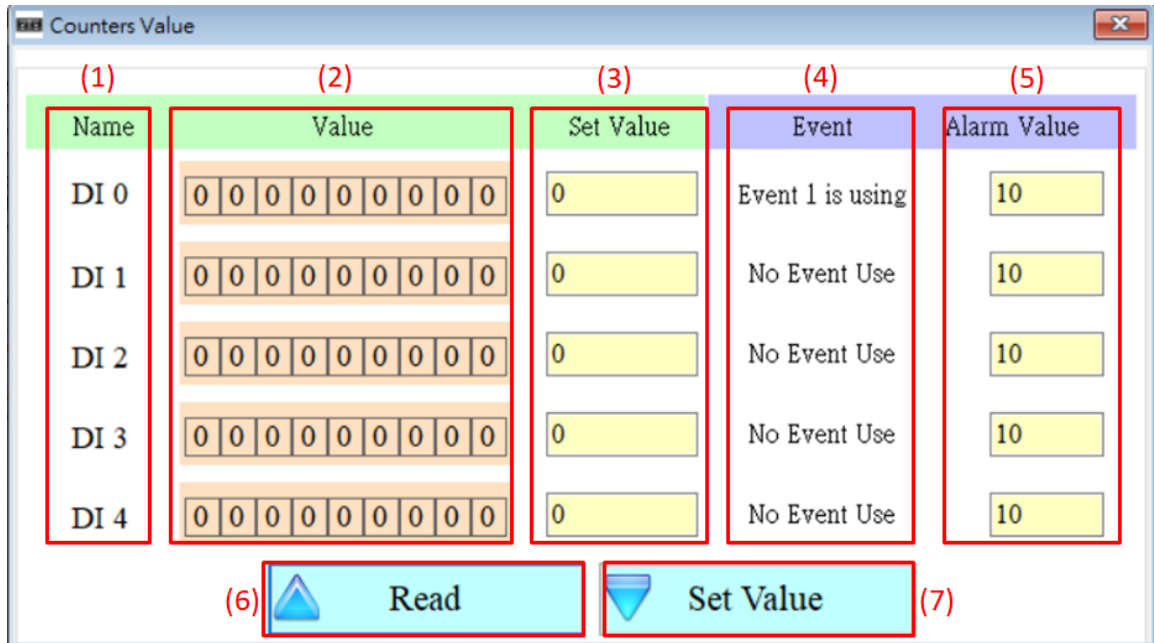 Counters Value
(1) (2) (3) (4) (5)
Name Value Set Value Event Alarm Value
DI 0 0 0 0 0 0 0 0 0 0 0 Event 1 is using 10
DI 1 0 0 0 0 0 0 0 0 0 0 No Event Use 10
DI 2 0 0 0 0 0 0 0 0 0 0 No Event Use 10
DI 3 0 0 0 0 0 0 0 0 0 0 No Event Use 10
DI 4 0 0 0 0 0 0 0 0 0 0 No Event Use 10
(6) Read Set Value (7)